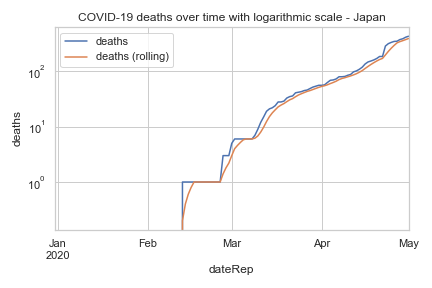 COVID-19 deaths over time with logarithmic scale - Japan
deaths
deaths (rolling)
10²
10¹
10⁰
deaths
Jan Feb Mar Apr May
2020
dateRep